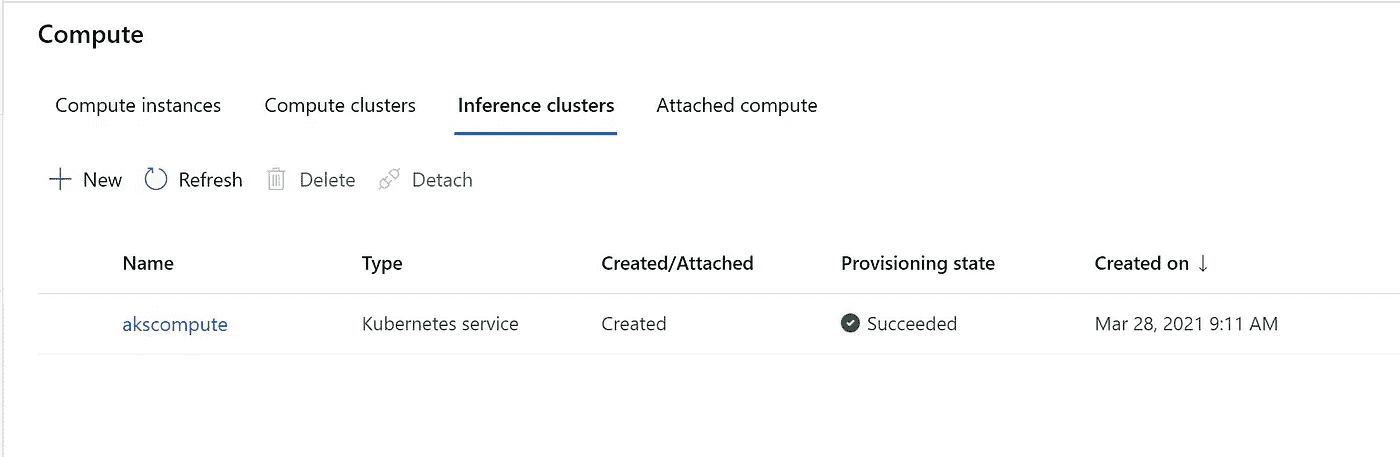 Compute
Compute instances Compute clusters Inference clusters Attached compute
New Refresh Delete Detach
Name Type Created/Attached Provisioning state Created on ↓
akscompute Kubernetes service Created Succeeded Mar 28, 2021 9:11 AM